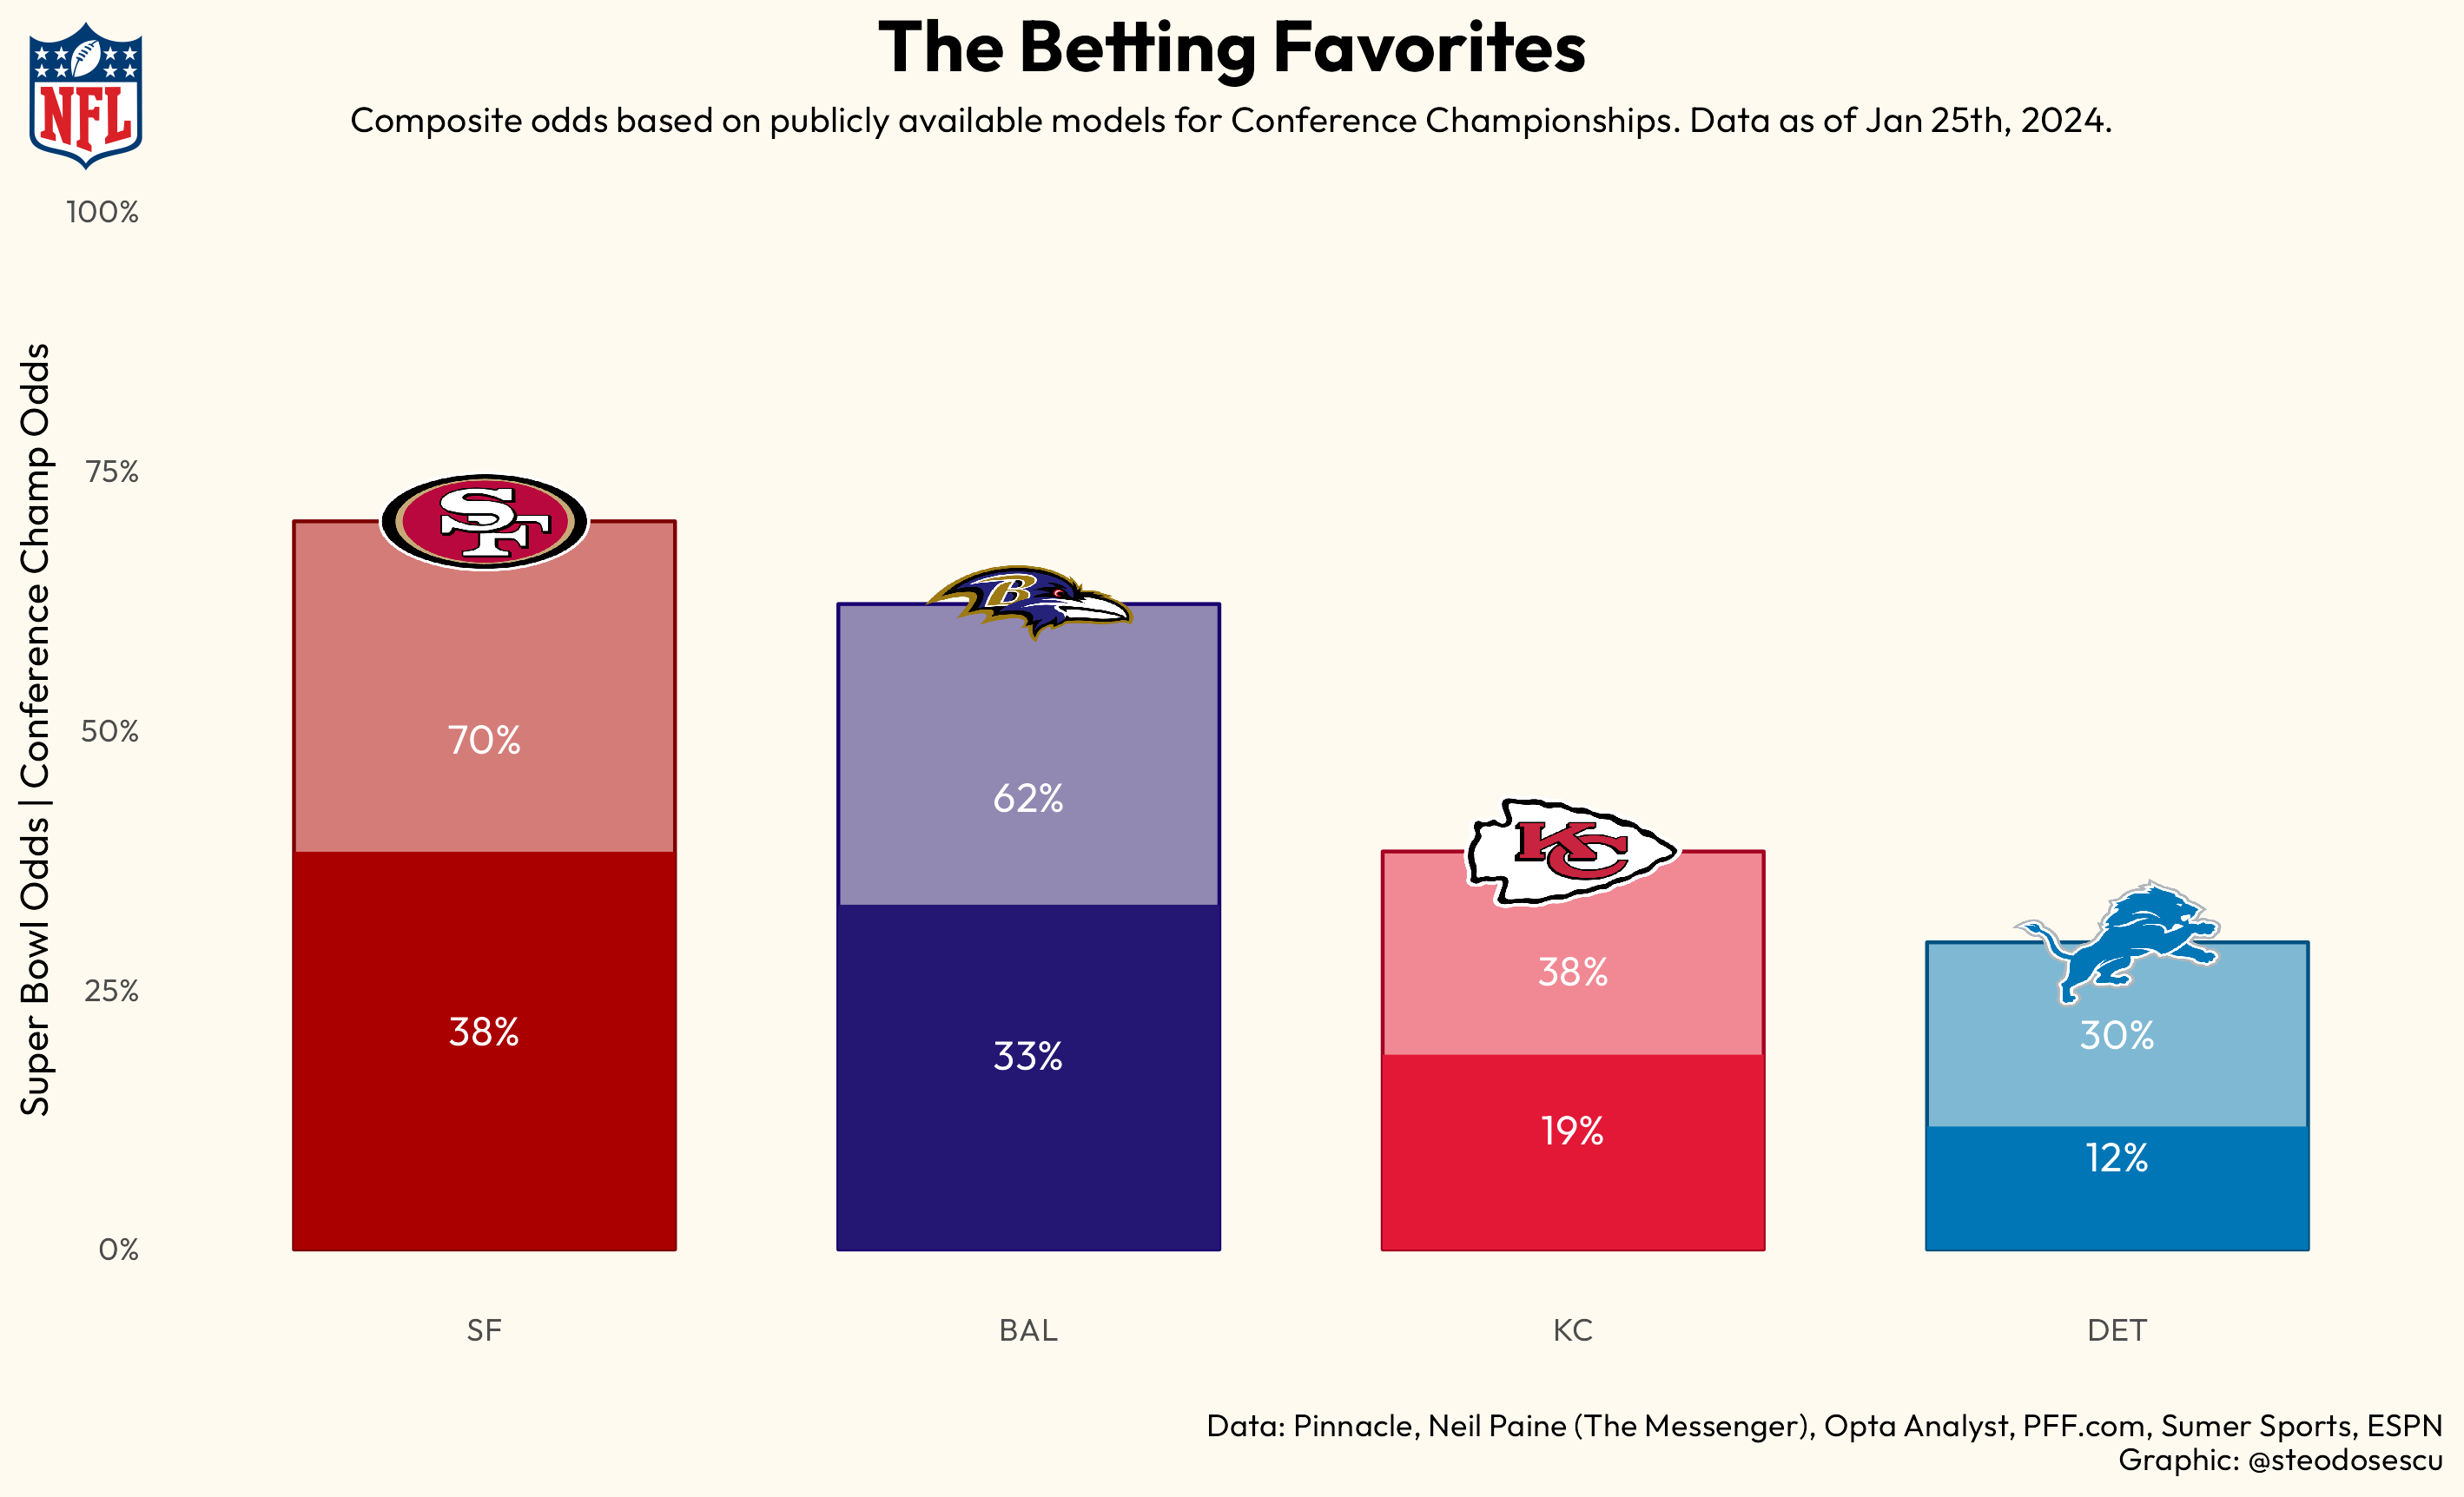 The Betting Favorites
NFL
Composite odds based on publicly available models for Conference Championships. Data as of Jan 25th, 2024.
Super Bowl Odds | Conference Champ Odds
100%
75%
50%
25%
0%
SF
70%
38%
B
62%
33%
KC
38%
19%
30%
12%
SF
BAL
KC
DET
Data: Pinnacle, Neil Paine (The Messenger), Opta Analyst, PFF.com, Sumer Sports, ESPN
Graphic: @steodosescu